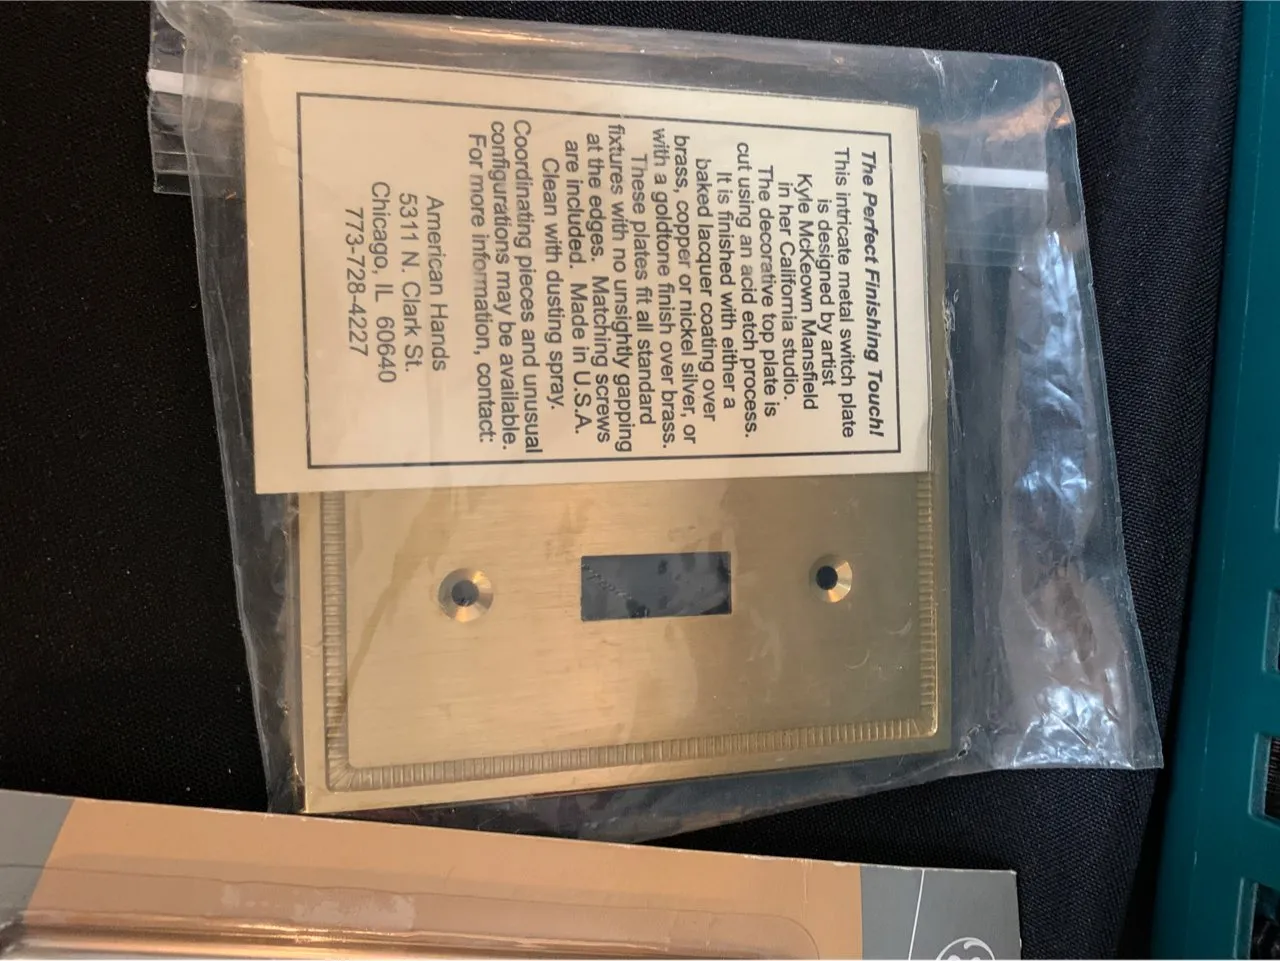 The Perfect Finishing Touch!
This intricate metal switch plate
is designed by artist
Kyle McKeown Mansfield
in her California studio.
The decorative top plate is
cut using an acid etch process.
It is finished with either a
baked lacquer coating over
brass, copper or nickel silver, or
with a goldtone finish over brass.
These plates fit all standard
fixtures with no unsightly gapping
at the edges. Matching screws
are included. Made in U.S.A.
Clean with dusting spray.
Coordinating pieces and unusual
configurations may be available.
For more information, contact:
American Hands
5311 N. Clark St.
Chicago, IL 60640
773-728-4227